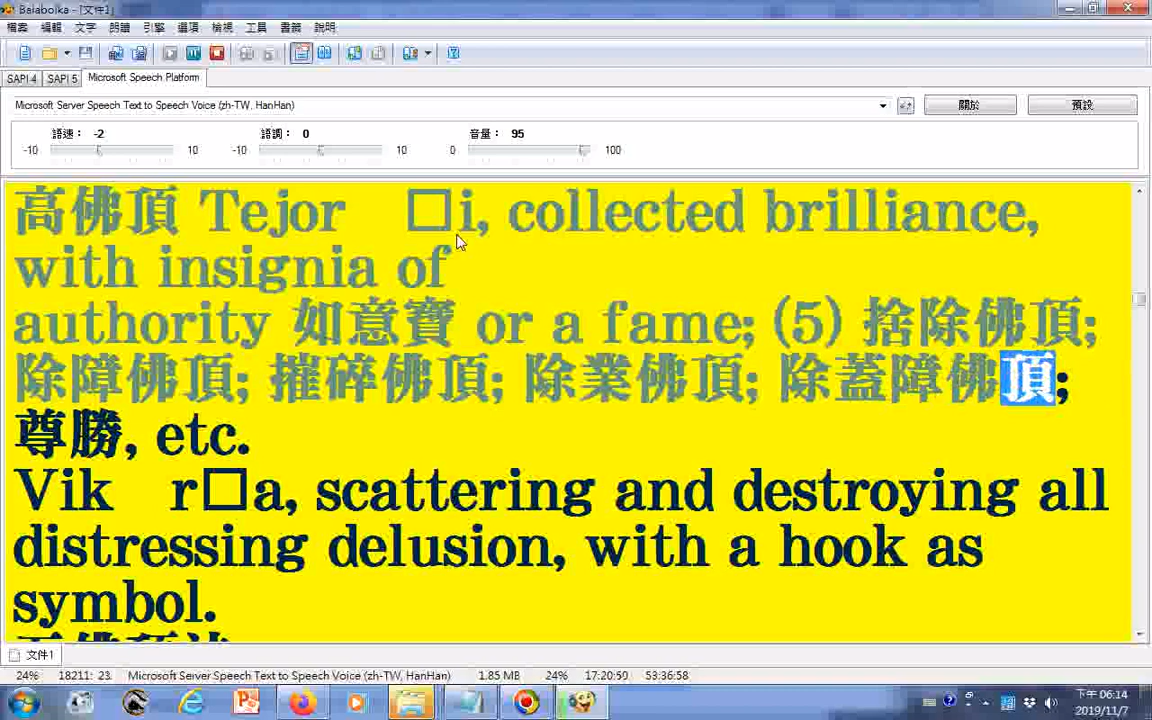 Balabolka - [文件1]
檔案 編輯 文字 朗讀 引擎 選項 檢視 工具 書籤 說明
SAPI 4 SAPI 5 Microsoft Speech Platform
Microsoft Server Speech Text to Speech Voice (zh-TW, HanHan) 關於 預設
語速： -2 語調： 0 音量： 95
-10 10 -10 10 0 100
高佛頂 Tejor □i, collected brilliance,
with insignia of
authority 如意寶 or a fame; (5) 捨除佛頂;
除障佛頂; 摧碎佛頂; 除業佛頂; 除蓋障佛頂;
尊勝, etc.
Vik r□a, scattering and destroying all
distressing delusion, with a hook as
symbol.
文件1
24% 18211: 23 Microsoft Server Speech Text to Speech Voice (zh-TW, HanHan) 1.85 MB 24% 17:20:50 53:36:58
下午 06:14
2019/11/7